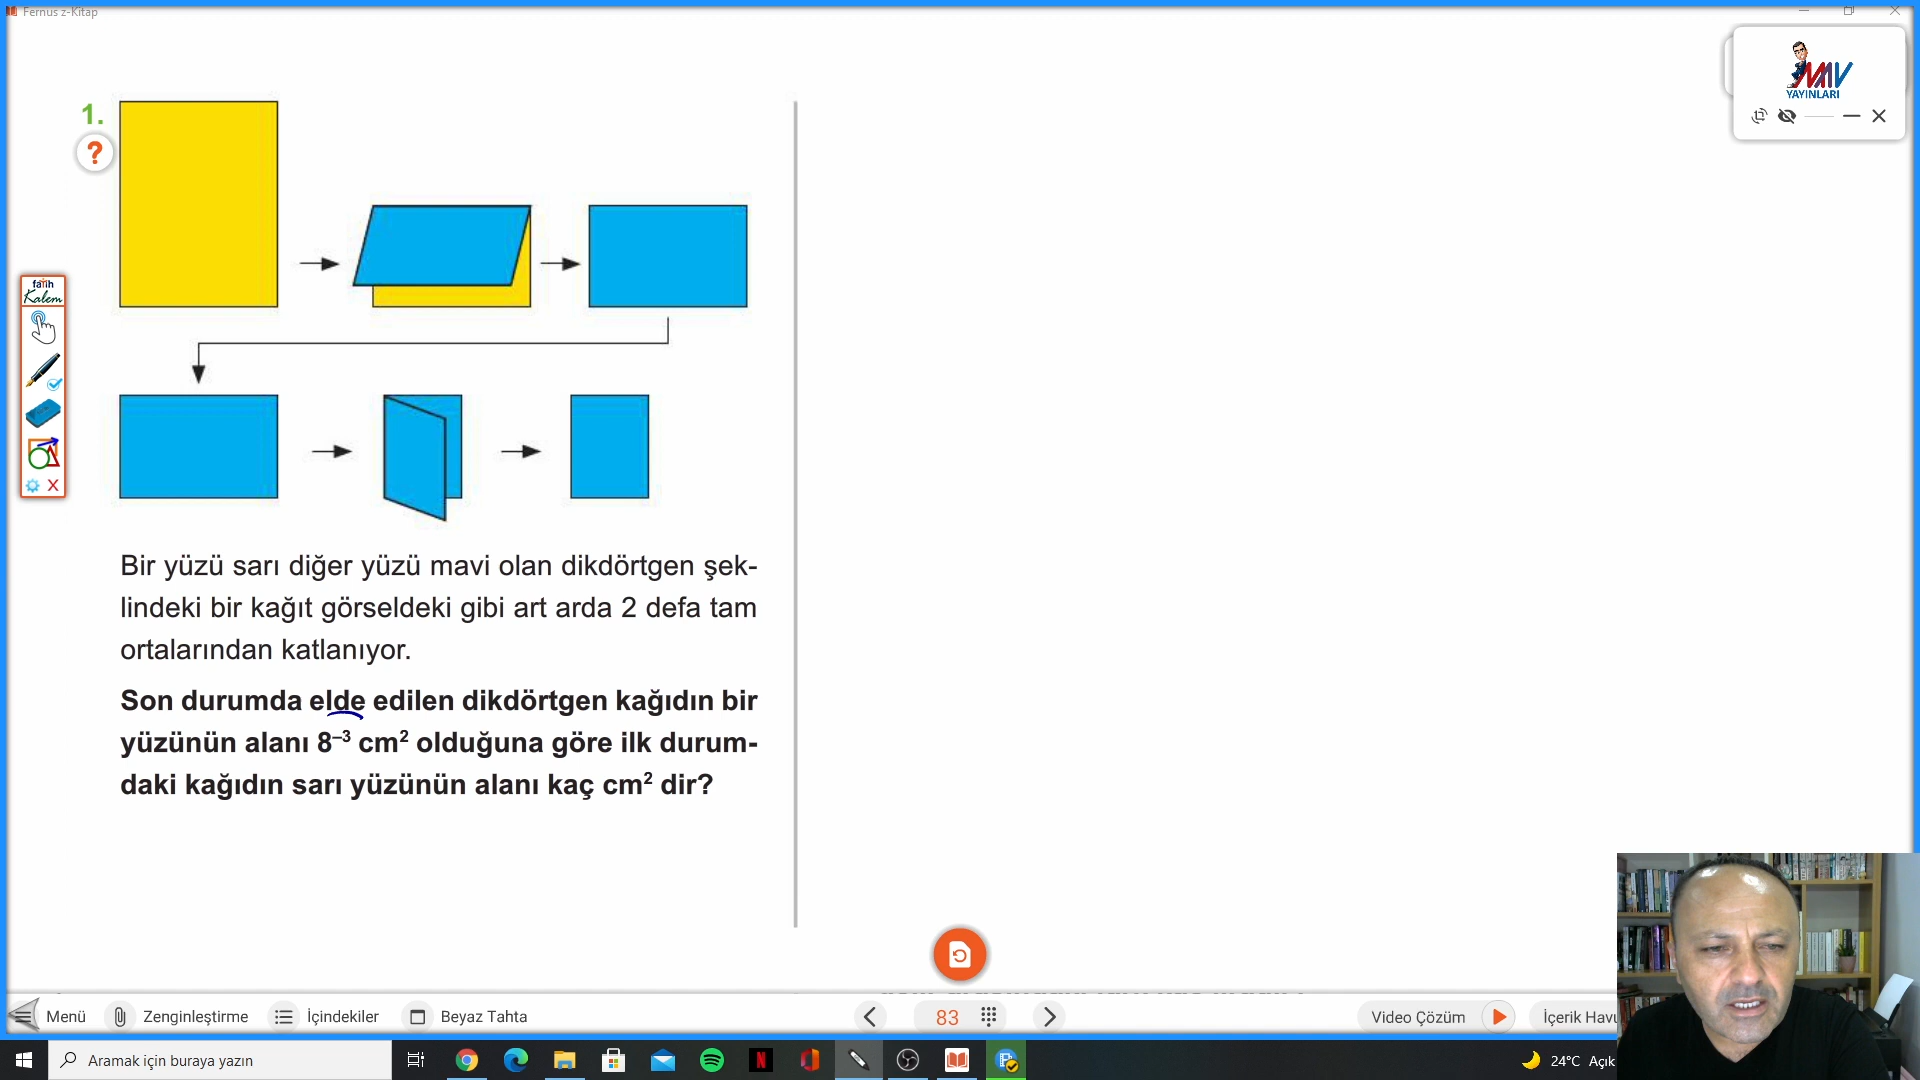 Fernus z-Kitap
MAV
YAYINLARI
1.
?
fatih
Kalem
Bir yüzü sarı diğer yüzü mavi olan dikdörtgen şek-
lindeki bir kağıt görseldeki gibi art arda 2 defa tam
ortalarından katlanıyor.
Son durumda elde edilen dikdörtgen kağıdın bir
yüzünün alanı 8⁻³ cm² olduğuna göre ilk durum-
daki kağıdın sarı yüzünün alanı kaç cm² dir?
Menü Zenginleştirme İçindekiler Beyaz Tahta 83 Video Çözüm İçerik Havu
Aramak için buraya yazın 24°C Açık